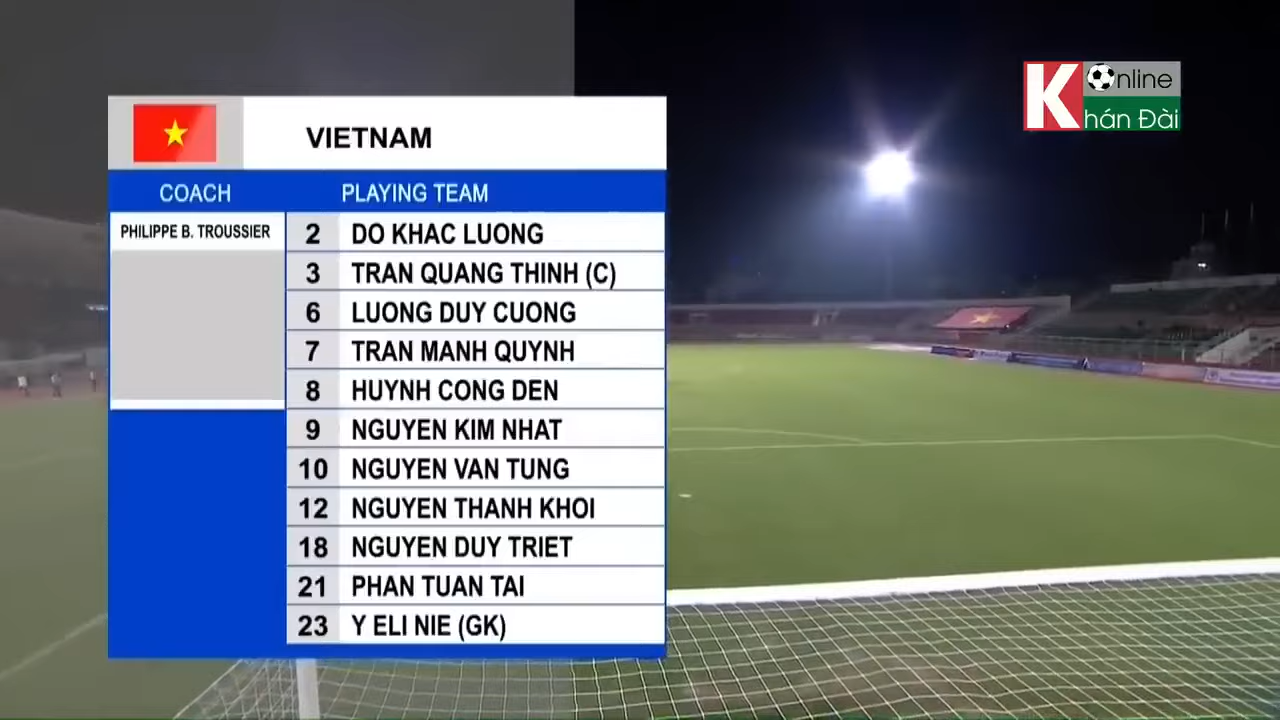 VIETNAM
COACH
PLAYING TEAM
PHILIPPE B. TROUSSIER
2 DO KHAC LUONG
3 TRAN QUANG THINH (C)
6 LUONG DUY CUONG
7 TRAN MANH QUYNH
8 HUYNH CONG DEN
9 NGUYEN KIM NHAT
10 NGUYEN VAN TUNG
12 NGUYEN THANH KHOI
18 NGUYEN DUY TRIET
21 PHAN TUAN TAI
23 Y ELI NIE (GK)
Online
Khán Đài